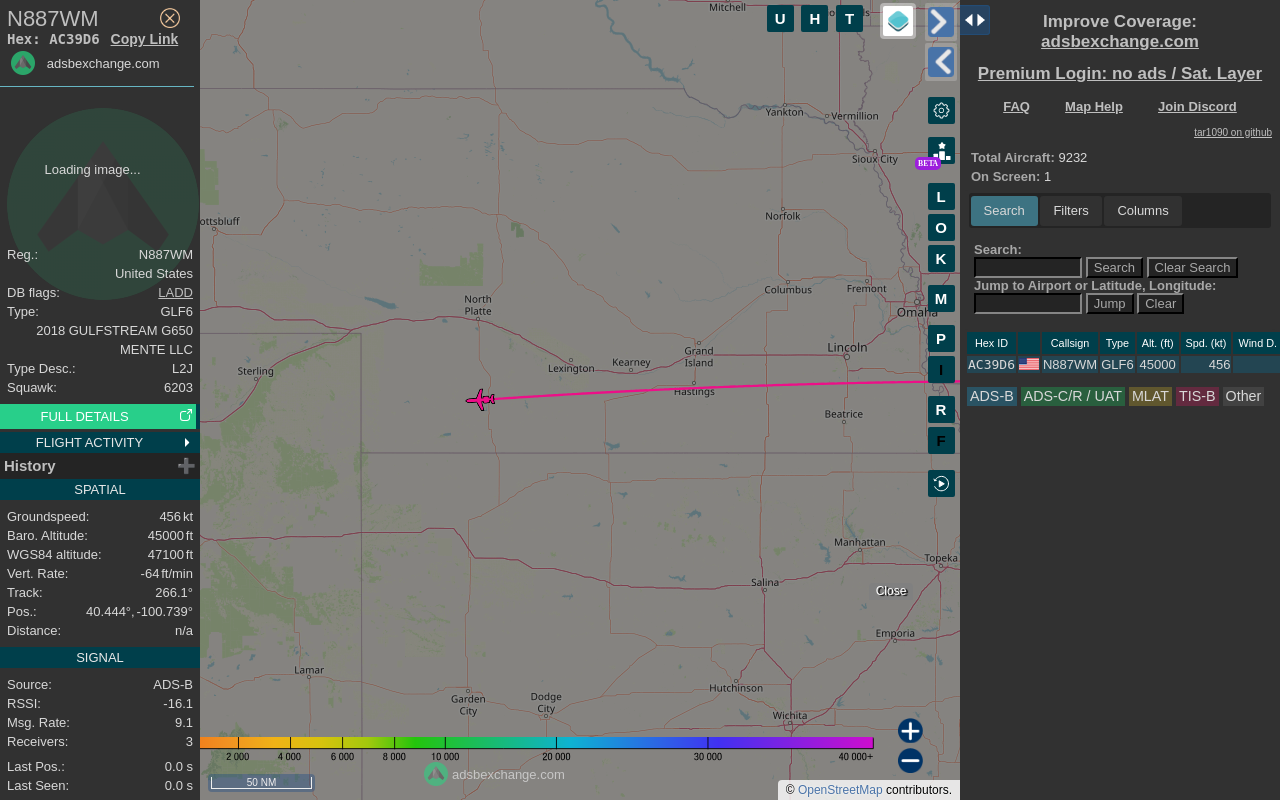 N887WM
Hex: AC39D6 Copy Link
adsbexchange.com
Loading image...
Reg.: N887WM
United States
DB flags: LADD
Type: GLF6
2018 GULFSTREAM G650
MENTE LLC
Type Desc.: L2J
Squawk: 6203
FULL DETAILS
FLIGHT ACTIVITY
History
SPATIAL
Groundspeed: 456 kt
Baro. Altitude: 45000 ft
WGS84 altitude: 47100 ft
Vert. Rate: -64 ft/min
Track: 266.1°
Pos.: 40.444°, -100.739°
Distance: n/a
SIGNAL
Source: ADS-B
RSSI: -16.1
Msg. Rate: 9.1
Receivers: 3
Last Pos.: 0.0 s
Last Seen: 0.0 s
Mitchell
U H T
Yankton
Vermillion
Sioux City
BETA
ottsbluff
Norfolk
L
O
K
M
P
I
R
F
North
Platte
Columbus
Fremont
Omaha
Sterling
Lexington
Kearney
Grand
Island
Lincoln
Hastings
Beatrice
Manhattan
Topeka
Salina
Close
Emporia
Lamar
Garden
City
Dodge
City
Hutchinson
Wichita
2 000 4 000 6 000 8 000 10 000 20 000 30 000 40 000+
50 NM
adsbexchange.com
© OpenStreetMap contributors.
Improve Coverage:
adsbexchange.com
Premium Login: no ads / Sat. Layer
FAQ Map Help Join Discord
tar1090 on github
Total Aircraft: 9232
On Screen: 1
Search Filters Columns
Search:
Search Clear Search
Jump to Airport or Latitude, Longitude:
Jump Clear
Hex ID Callsign Type Alt. (ft) Spd. (kt) Wind D.
AC39D6 N887WM GLF6 45000 456
ADS-B ADS-C/R / UAT MLAT TIS-B Other